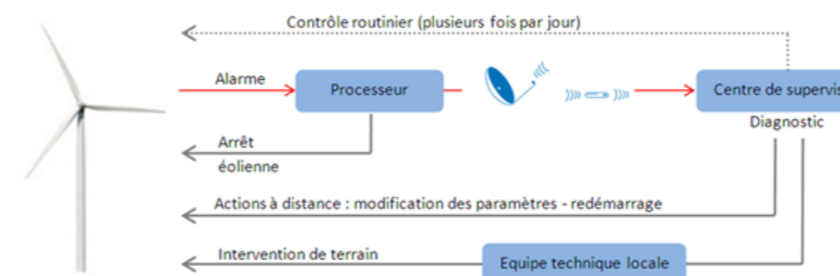 Contrôle routinier (plusieurs fois par jour)
Alarme
Processeur
Centre de
Diagnostic
Arrêt
éolienne
Actions à distance : modification des paramètres - redémarrage
Intervention de terrain
Equipe technique locale